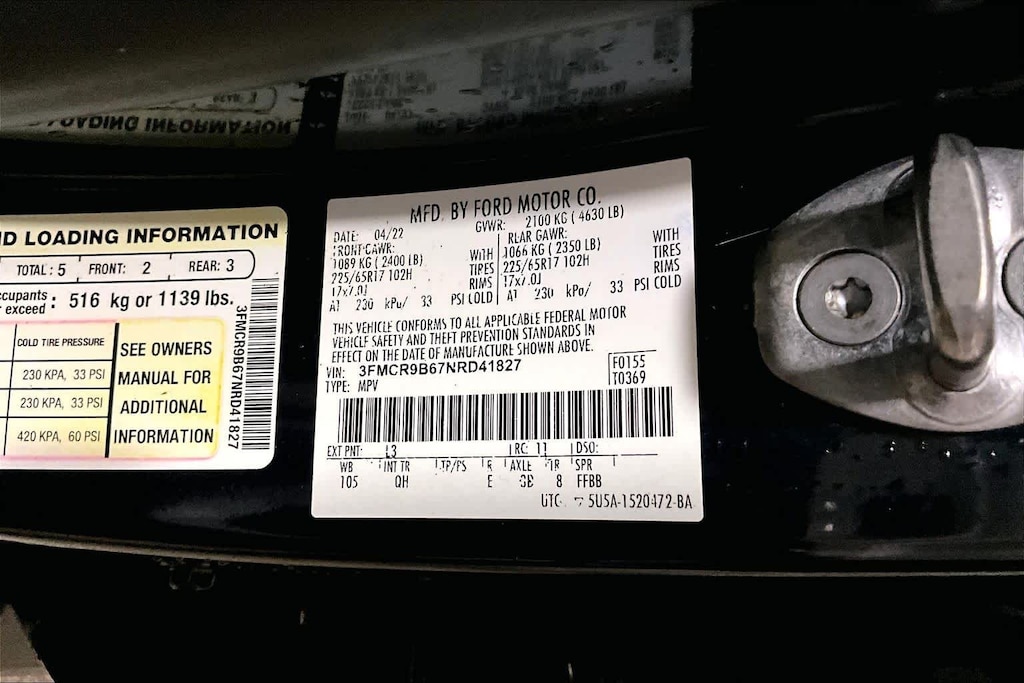 ND LOADING INFORMATION
TOTAL: 5 FRONT: 2 REAR: 3
ccupants
r exceed : 516 kg or 1139 lbs.
COLD TIRE PRESSURE
230 KPA, 33 PSI
230 KPA, 33 PSI
420 KPA, 60 PSI
SEE OWNERS
MANUAL FOR
ADDITIONAL
INFORMATION
3FMCR9B67NRD41827
MFD. BY FORD MOTOR CO.
DATE: 04/22 GVWR: 2100 KG ( 4630 LB)
FRONT GAWR: REAR GAWR:
1089 KG (2400 LB) WITH 1066 KG (2350 LB) WITH
225/65R17 102H TIRES 225/65R17 102H TIRES
17x7.0J RIMS 17x7.0J RIMS
AT 230 kPa/ 33 PSI COLD AT 230 kPa/ 33 PSI COLD
THIS VEHICLE CONFORMS TO ALL APPLICABLE FEDERAL MOTOR
VEHICLE SAFETY AND THEFT PREVENTION STANDARDS IN
EFFECT ON THE DATE OF MANUFACTURE SHOWN ABOVE.
VIN: 3FMCR9B67NRD41827
TYPE: MPV
F0155
T0369
EXT PNT: L3 RC: 11 DSO:
WB INT TR TP/PS R AXLE TR SPR
105 QH E 8 FFBB
UTC 5U5A-1520472-BA